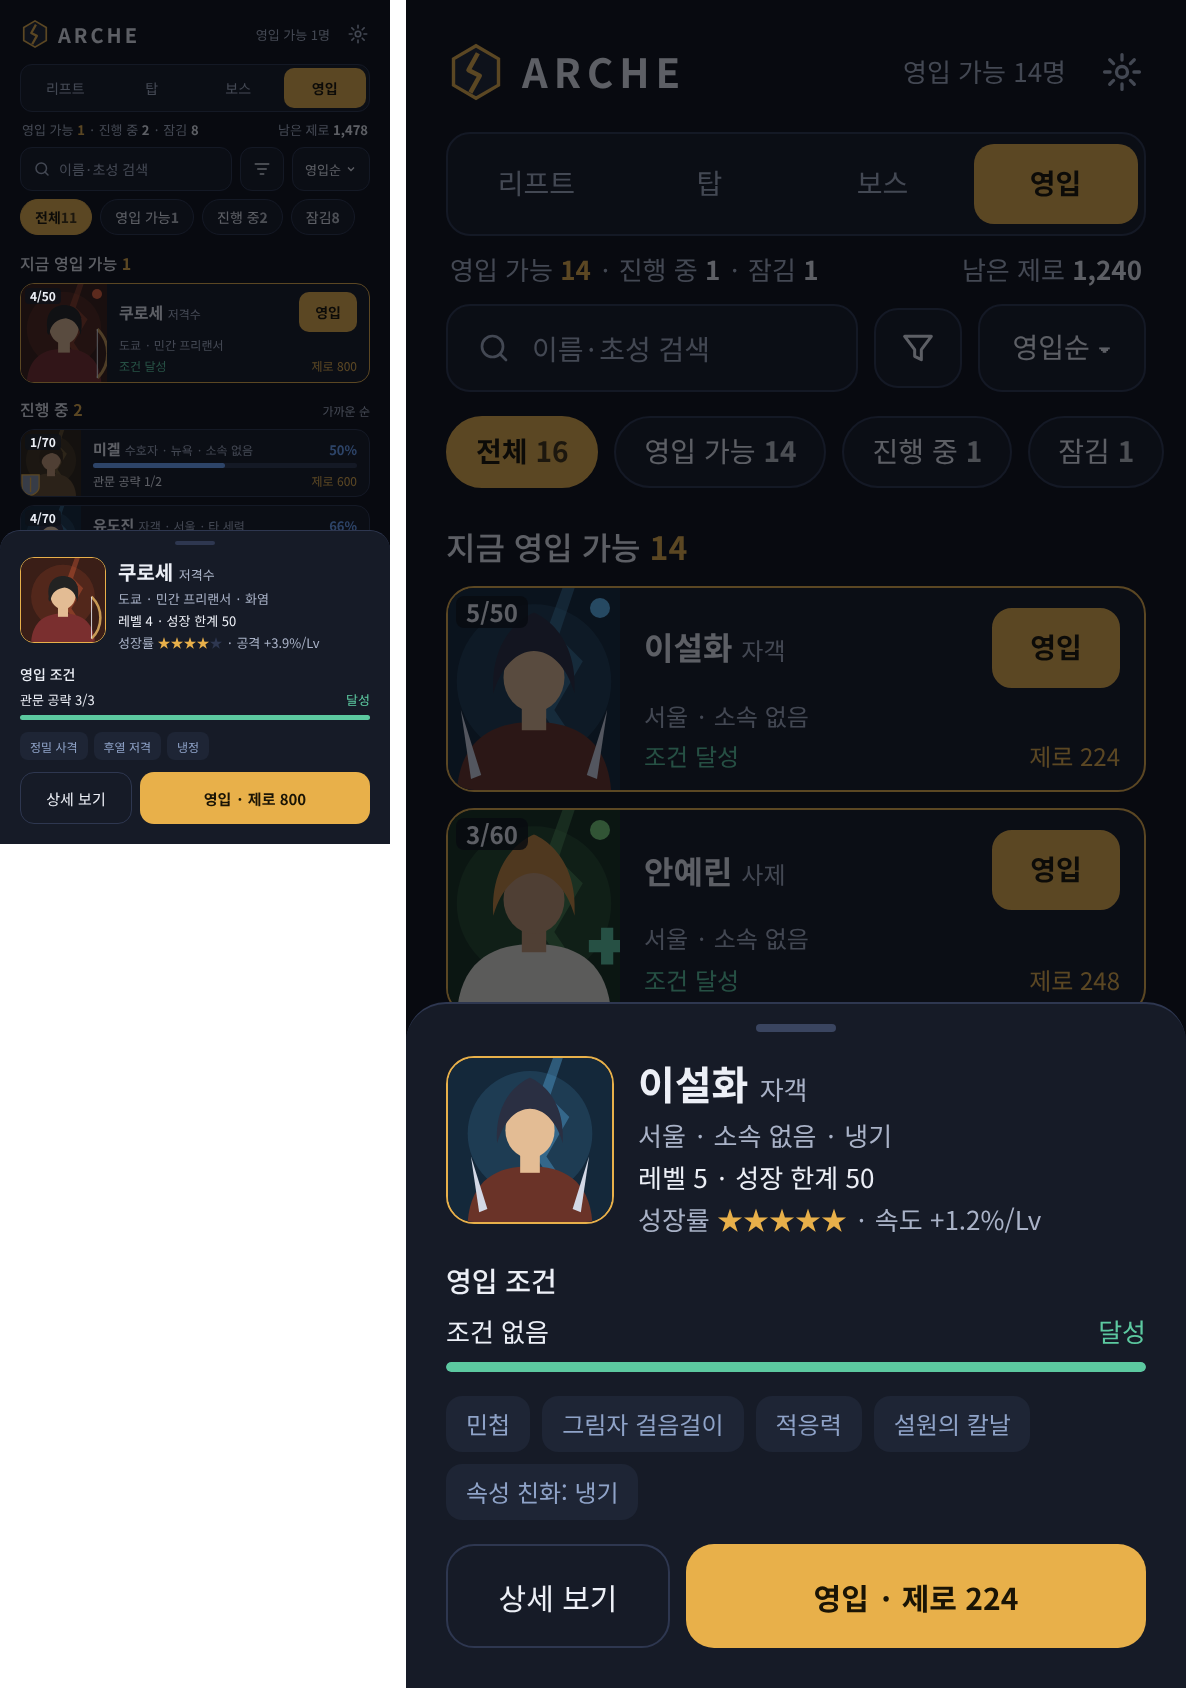 ARCHE
영입 가능 1명
리프트
탑
보스
영입
영입 가능 1 · 진행 중 2 · 잠김 8
남은 제로 1,478
이름·초성 검색
영입순
전체11
영입 가능1
진행 중2
잠김8
지금 영입 가능 1
4/50
쿠로세 저격수
영입
도쿄 · 민간 프리랜서
조건 달성
제로 800
진행 중 2
가까운 순
1/70
미겔 수호자 · 뉴욕 · 소속 없음
50%
관문 공략 1/2
제로 600
4/70
유도진 자객 · 서울 · 타 세력
66%
쿠로세 저격수
도쿄 · 민간 프리랜서 · 화염
레벨 4 · 성장 한계 50
성장률 ★★★★★ · 공격 +3.9%/Lv
영입 조건
관문 공략 3/3
달성
정밀 사격
후열 저격
냉정
상세 보기
영입 · 제로 800
ARCHE
영입 가능 14명
리프트
탑
보스
영입
영입 가능 14 · 진행 중 1 · 잠김 1
남은 제로 1,240
이름·초성 검색
영입순
전체 16
영입 가능 14
진행 중 1
잠김 1
지금 영입 가능 14
5/50
이설화 자객
영입
서울 · 소속 없음
조건 달성
제로 224
3/60
안예린 사제
영입
서울 · 소속 없음
조건 달성
제로 248
이설화 자객
서울 · 소속 없음 · 냉기
레벨 5 · 성장 한계 50
성장률 ★★★★★ · 속도 +1.2%/Lv
영입 조건
조건 없음
달성
민첩
그림자 걸음걸이
적응력
설원의 칼날
속성 친화: 냉기
상세 보기
영입 · 제로 224